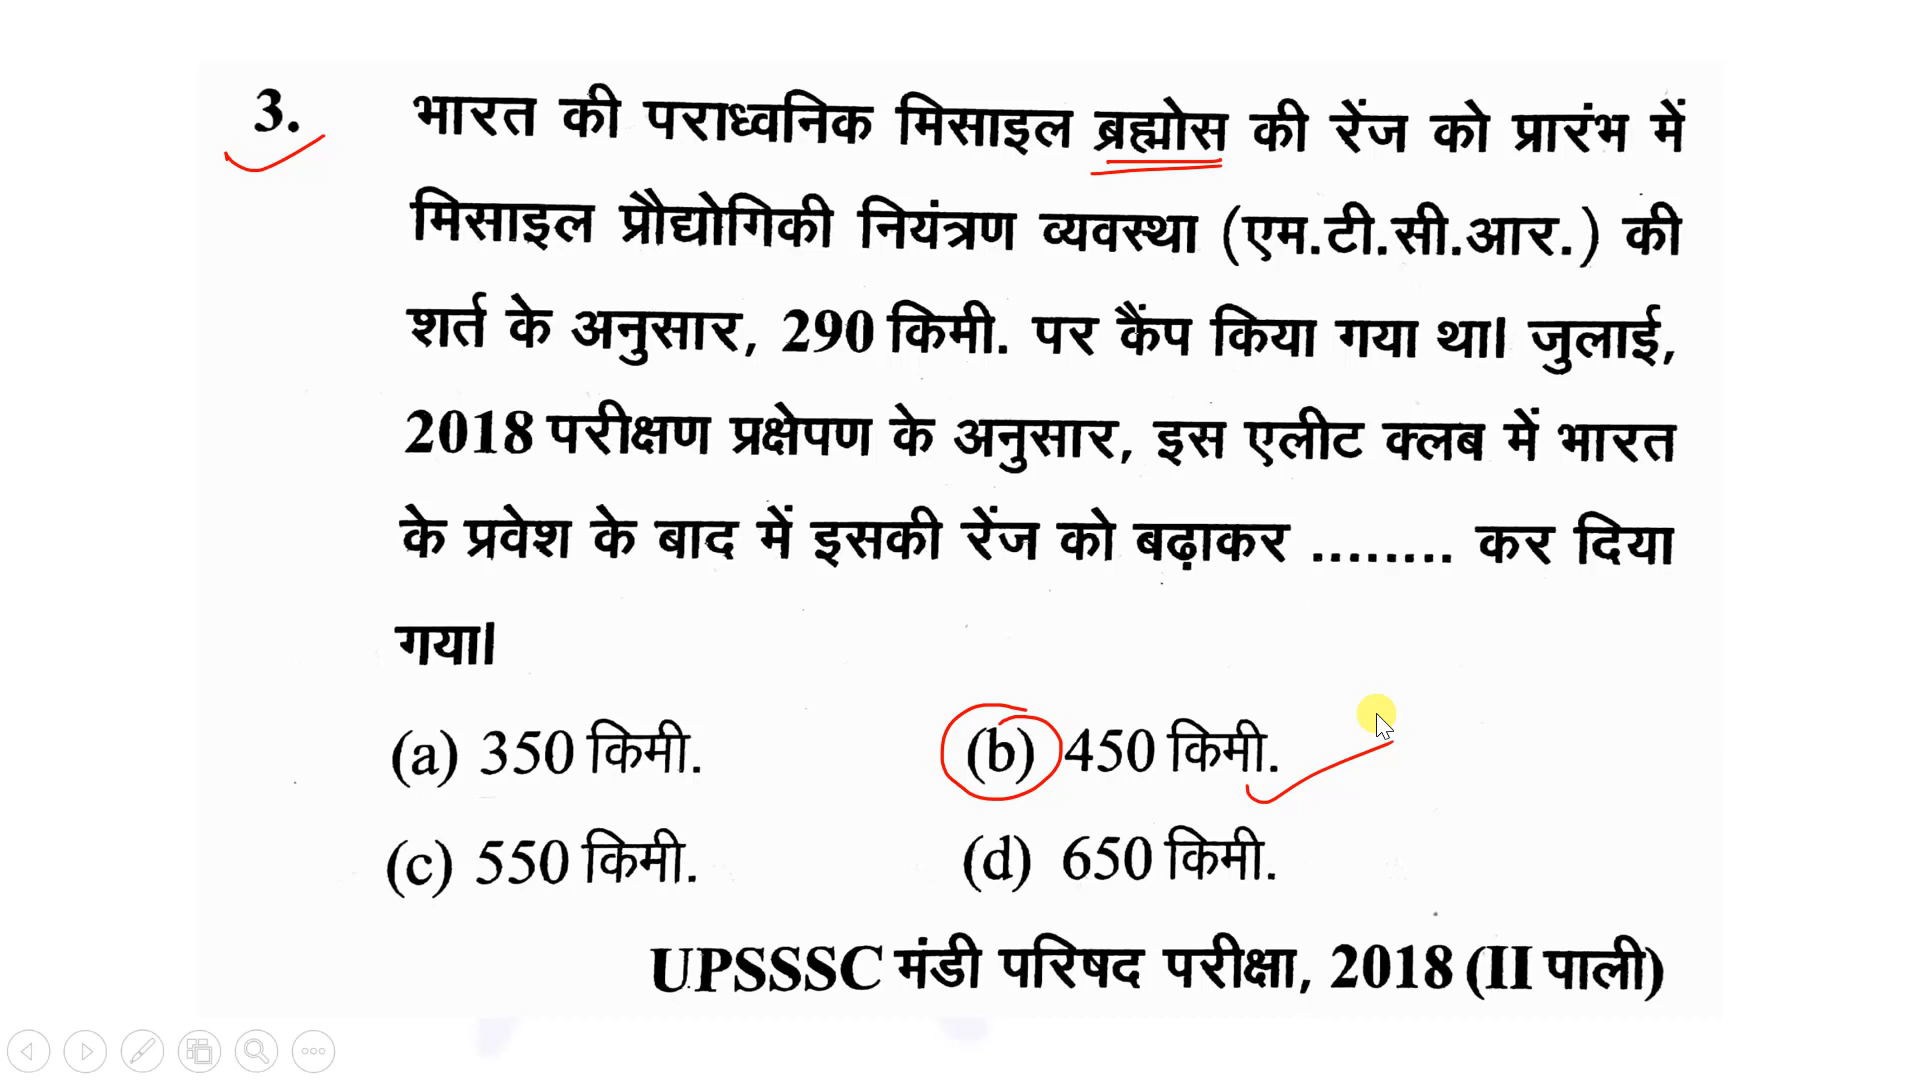 3. भारत की पराध्वनिक मिसाइल ब्रह्मोस की रेंज को प्रारंभ में
मिसाइल प्रौद्योगिकी नियंत्रण व्यवस्था (एम.टी.सी.आर.) की
शर्त के अनुसार, 290 किमी. पर कैंप किया गया था। जुलाई,
2018 परीक्षण प्रक्षेपण के अनुसार, इस एलीट क्लब में भारत
के प्रवेश के बाद में इसकी रेंज को बढ़ाकर ........ कर दिया
गया।
(a) 350 किमी. (b) 450 किमी.
(c) 550 किमी. (d) 650 किमी.
UPSSSC मंडी परिषद परीक्षा, 2018 (II पाली)